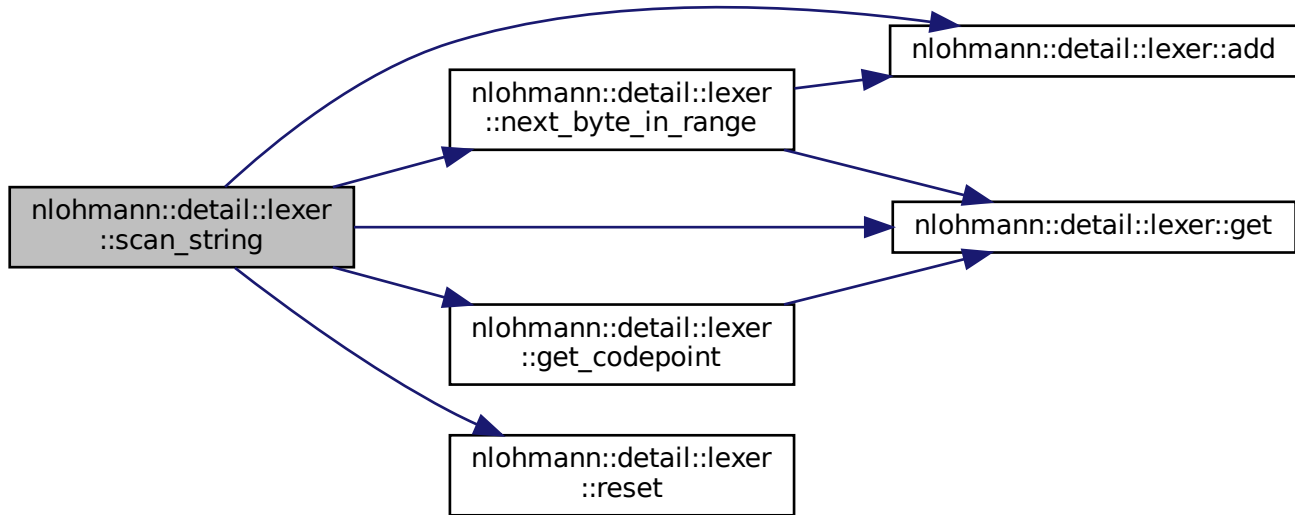 nlohmann::detail::lexer::add
nlohmann::detail::lexer
::next_byte_in_range
nlohmann::detail::lexer
::scan_string
nlohmann::detail::lexer::get
nlohmann::detail::lexer
::get_codepoint
nlohmann::detail::lexer
::reset